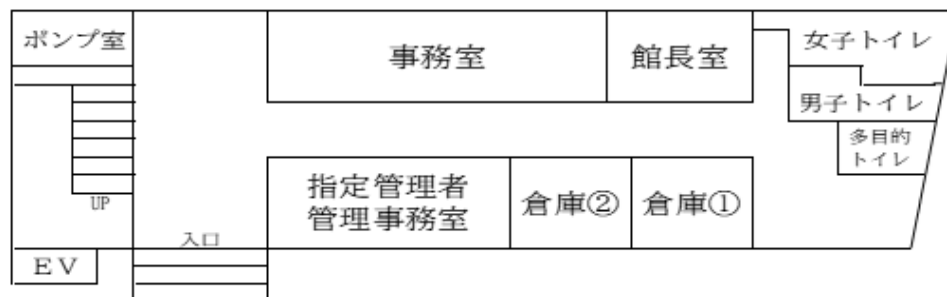 ポンプ室
事務室
館長室
女子トイレ
男子トイレ
多目的
トイレ
指定管理者
管理事務室
倉庫②
倉庫①
UP
入口
EV